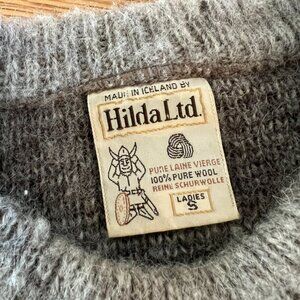 MADE IN ICELAND BY
Hilda Ltd.
PURE LAINE VIERGE
100% PURE WOOL
REINE SCHURWOLLE
LADIES
S